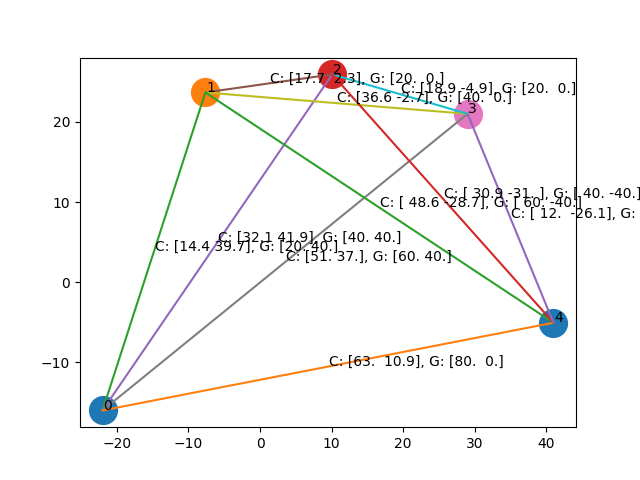 2
1
C: [17.7 2.3], G: [20. 0.]
C: [18.9 -4.9], G: [20. 0.]
C: [36.6 -2.7], G: [40. 0.]
3
20
C: [ 30.9 -31. ], G: [ 40. -40.]
10
C: [ 48.6 -28.7], G: [ 60. -40.]
C: [ 12. -26.1], G:
C: [32.1 41.9], G: [40. 40.]
C: [14.4 39.7], G: [20. 40.]
C: [51. 37.], G: [60. 40.]
0
4
−10
C: [63. 10.9], G: [80. 0.]
0
−20 −10 0 10 20 30 40